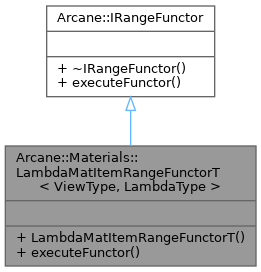 Arcane::IRangeFunctor
+ ~IRangeFunctor()
+ executeFunctor()
Arcane::Materials::
LambdaMatItemRangeFunctorT
< ViewType, LambdaType >
+ LambdaMatItemRangeFunctorT()
+ executeFunctor()